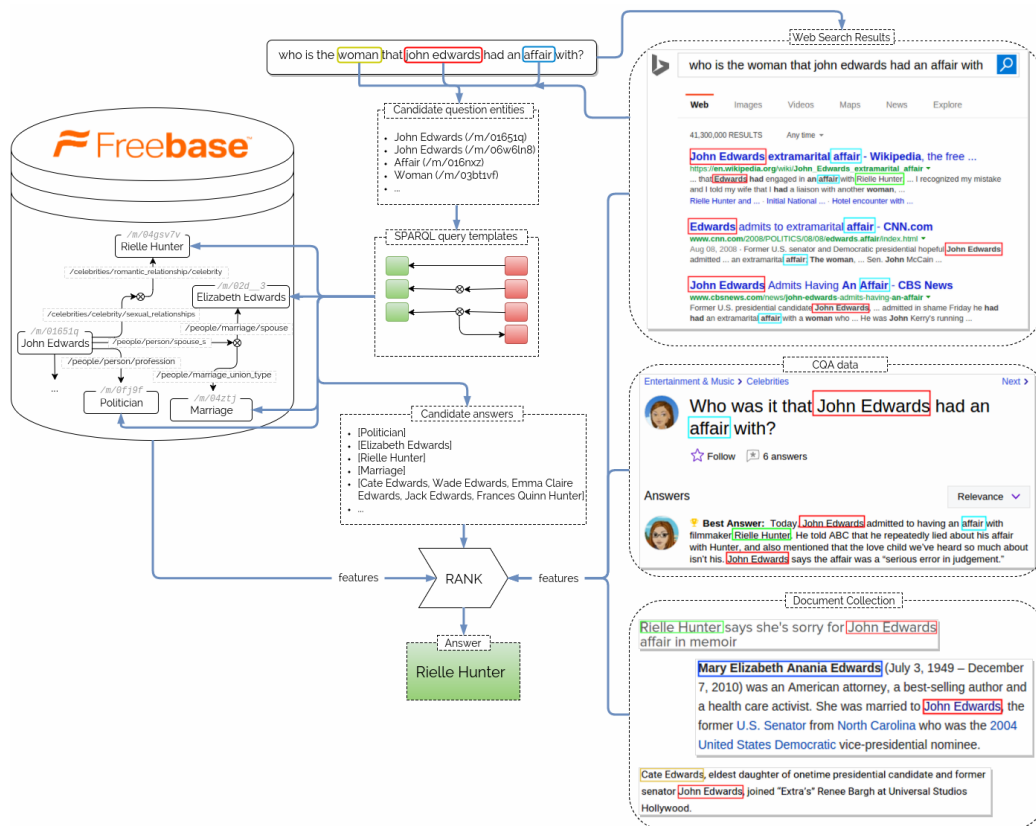 who is the woman that john edwards had an affair with?
Candidate question entities
John Edwards (/m/01651q)
John Edwards (/m/06w6ln8)
Affair (/m/016nxz)
Woman (/m/03bt1vf)
...
SPARQL query templates
Freebase™
/m/04gsv7v
Rielle Hunter
/celebrities/romantic_relationship/celebrity
/m/02d__3
Elizabeth Edwards
/celebrities/celebrity/sexual_relationships
/people/marriage/spouse
/m/01651q
John Edwards
/people/person/spouse_s
/people/person/profession
/people/marriage_union_type
...
/m/0fj9f
Politician
/m/04ztj
Marriage
Candidate answers
[Politician]
[Elizabeth Edwards]
[Rielle Hunter]
[Marriage]
[Cate Edwards, Wade Edwards, Emma Claire
Edwards, Jack Edwards, Frances Quinn Hunter]
...
features
RANK
features
Answer
Rielle Hunter
Web Search Results
who is the woman that john edwards had an affair with
Web Images Videos Maps News Explore
41,300,000 RESULTS Any time
John Edwards extramarital affair - Wikipedia, the free ...
https://en.wikipedia.org/wiki/John_Edwards_extramarital_affair
... that Edwards had engaged in an affair with Rielle Hunter ... I recognized my mistake
and I told my wife that I had a liaison with another woman, ...
Rielle Hunter and ... · Initial National ... · Hotel encounter with ...
Edwards admits to extramarital affair - CNN.com
www.cnn.com/2008/POLITICS/08/08/edwards.affair/index.html
Aug 08, 2008 - Former U.S. senator and Democratic presidential hopeful John Edwards
admitted ... an extramarital affair. The woman, ... Sen. John McCain ...
John Edwards Admits Having An Affair - CBS News
www.cbsnews.com/news/john-edwards-admits-having-an-affair
Former U.S. presidential candidate John Edwards, ... admitted in shame Friday he had
had an extramarital affair with a woman who ... He was John Kerry's running ...
CQA data
Entertainment & Music > Celebrities Next >
Who was it that John Edwards had an
affair with?
Follow 6 answers
Answers Relevance
Best Answer: Today, John Edwards admitted to having an affair with
filmmaker Rielle Hunter. He told ABC that he repeatedly lied about his affair
with Hunter, and also mentioned that the love child we've heard so much about
isn't his. John Edwards says the affair was a "serious error in judgement."
Document Collection
Rielle Hunter says she's sorry for John Edwards
affair in memoir
Mary Elizabeth Anania Edwards (July 3, 1949 – December
7, 2010) was an American attorney, a best-selling author and
a health care activist. She was married to John Edwards, the
former U.S. Senator from North Carolina who was the 2004
United States Democratic vice-presidential nominee.
Cate Edwards, eldest daughter of onetime presidential candidate and former
senator John Edwards, joined "Extra's" Renee Bargh at Universal Studios
Hollywood.